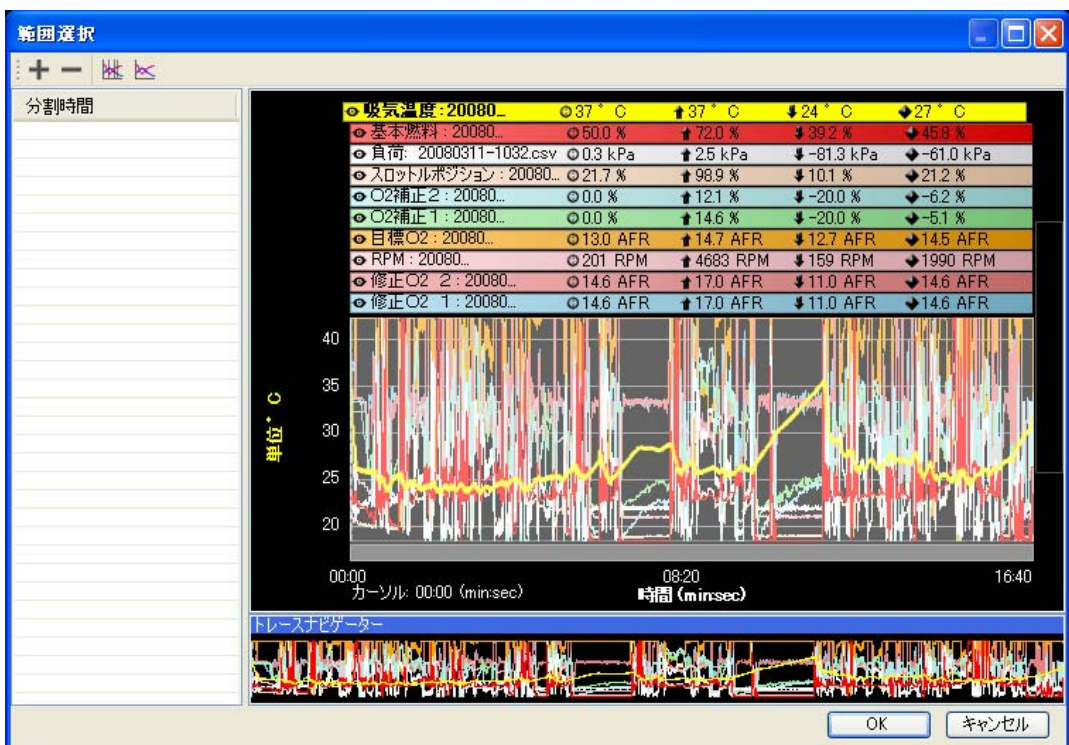 範囲選択
分割時間
吸気温度:20080... 37°C 37°C 24°C 27°C
基本燃料:20080... 50.0 % 72.0 % 39.2 % 45.8 %
負荷: 20080311-1032.csv 0.3 kPa 2.5 kPa -81.3 kPa -61.0 kPa
スロットルポジション:20080... 21.7 % 98.9 % 10.1 % 21.2 %
O2補正2:20080... 0.0 % 12.1 % -20.0 % -6.2 %
O2補正1:20080... 0.0 % 14.6 % -20.0 % -5.1 %
目標O2:20080... 13.0 AFR 14.7 AFR 12.7 AFR 14.5 AFR
RPM:20080... 201 RPM 4683 RPM 159 RPM 1990 RPM
修正O2 2:20080... 14.6 AFR 17.0 AFR 11.0 AFR 14.6 AFR
修正O2 1:20080... 14.6 AFR 17.0 AFR 11.0 AFR 14.6 AFR
40
35
30
25
20
単位°C
00:00 08:20 16:40
カーソル: 00:00 (min:sec)
時間 (min:sec)
トレースナビゲーター
OK キャンセル